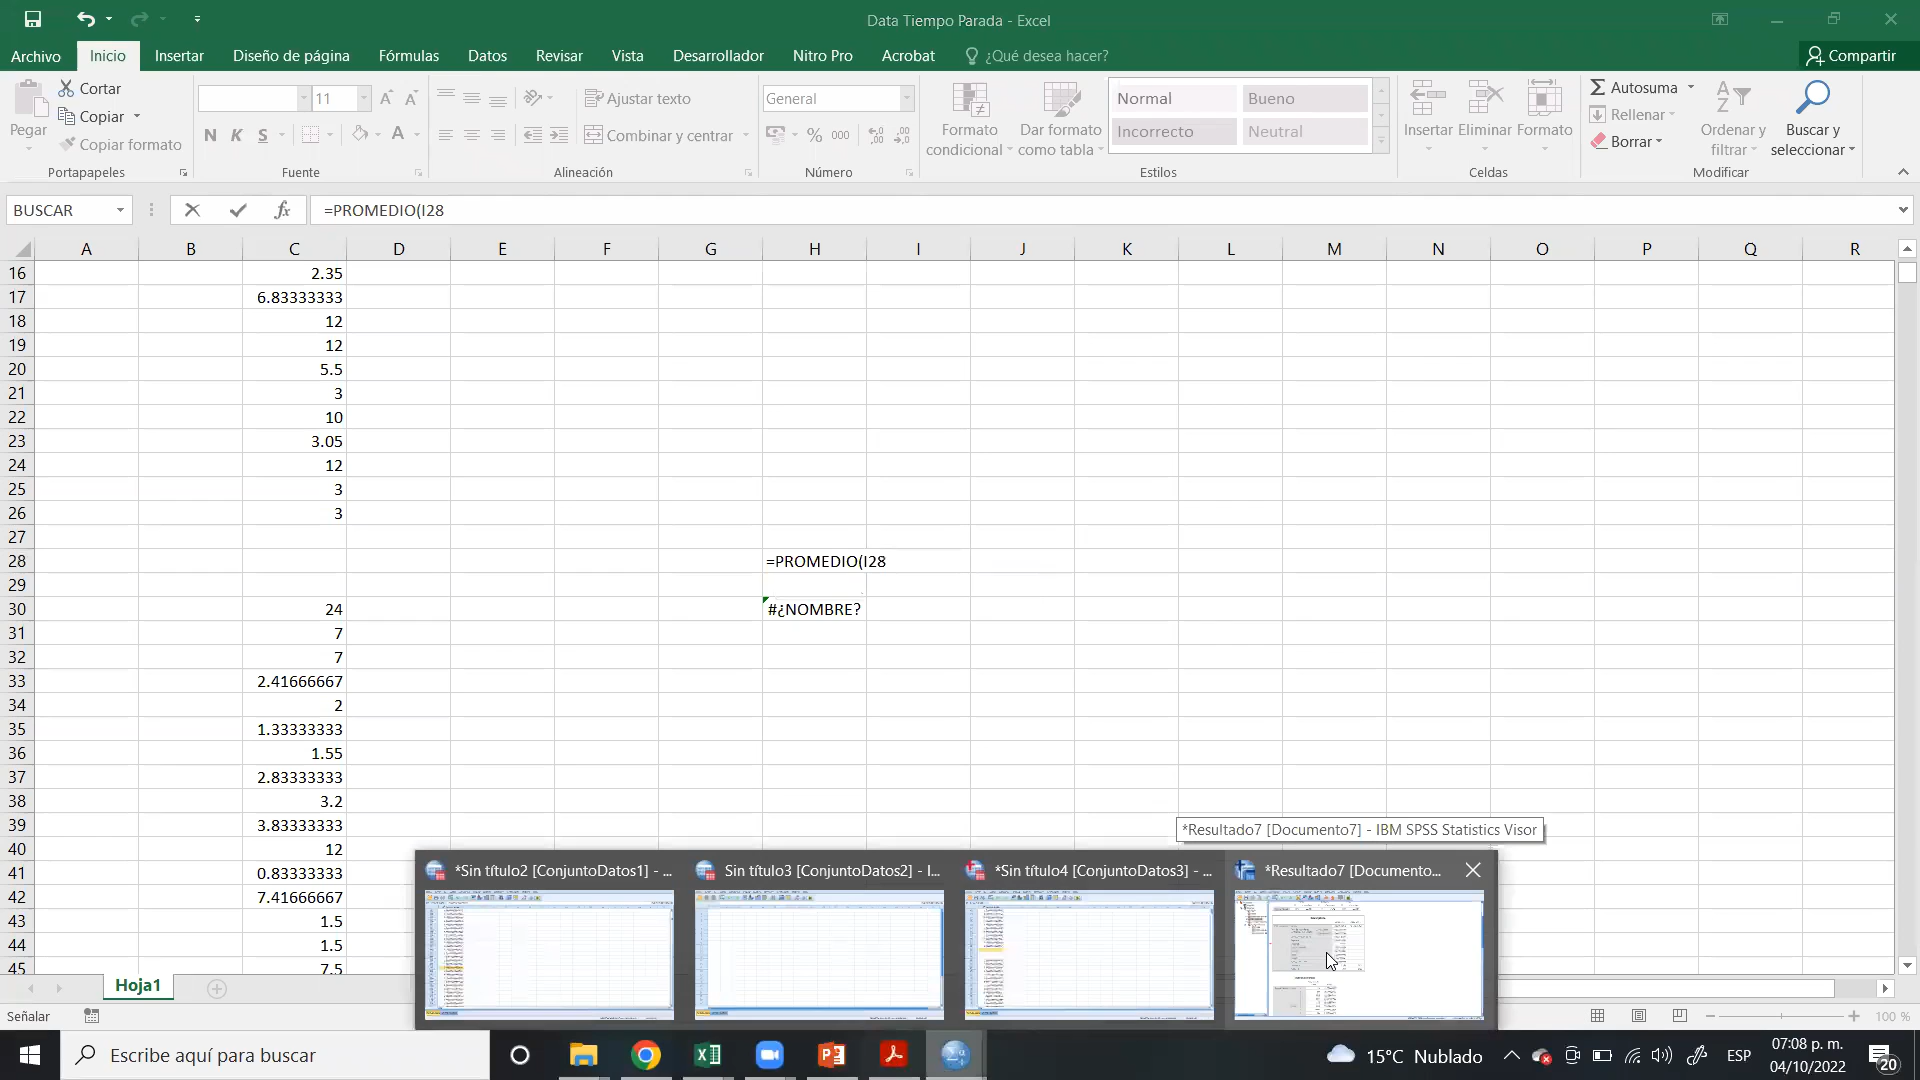 Data Tiempo Parada - Excel
Archivo Inicio Insertar Diseño de página Fórmulas Datos Revisar Vista Desarrollador Nitro Pro Acrobat ¿Qué desea hacer? Compartir
Pegar
Cortar
Copiar
Copiar formato
Portapapeles
11
N K S
Fuente
Ajustar texto
Combinar y centrar
Alineación
General
% 000
Número
Formato condicional
Dar formato como tabla
Normal Bueno
Incorrecto Neutral
Estilos
Insertar Eliminar Formato
Celdas
Autosuma
Rellenar
Borrar
Ordenar y filtrar
Buscar y seleccionar
Modificar
BUSCAR fx =PROMEDIO(I28
A B C D E F G H I J K L M N O P Q R
16 2.35
17 6.83333333
18 12
19 12
20 5.5
21 3
22 10
23 3.05
24 12
25 3
26 3
27
28 =PROMEDIO(I28
29
30 24 #¿NOMBRE?
31 7
32 7
33 2.41666667
34 2
35 1.33333333
36 1.55
37 2.83333333
38 3.2
39 3.83333333
40 12
41 0.83333333
42 7.41666667
43 1.5
44 1.5
45 7.5
*Resultado7 [Documento7] - IBM SPSS Statistics Visor
*Sin título2 [ConjuntoDatos1] - ...
Sin título3 [ConjuntoDatos2] - I...
*Sin título4 [ConjuntoDatos3] - ...
*Resultado7 [Documento...
Hoja1
Señalar
100 %
Escribe aquí para buscar
15°C Nublado
ESP
07:08 p. m.
04/10/2022
20